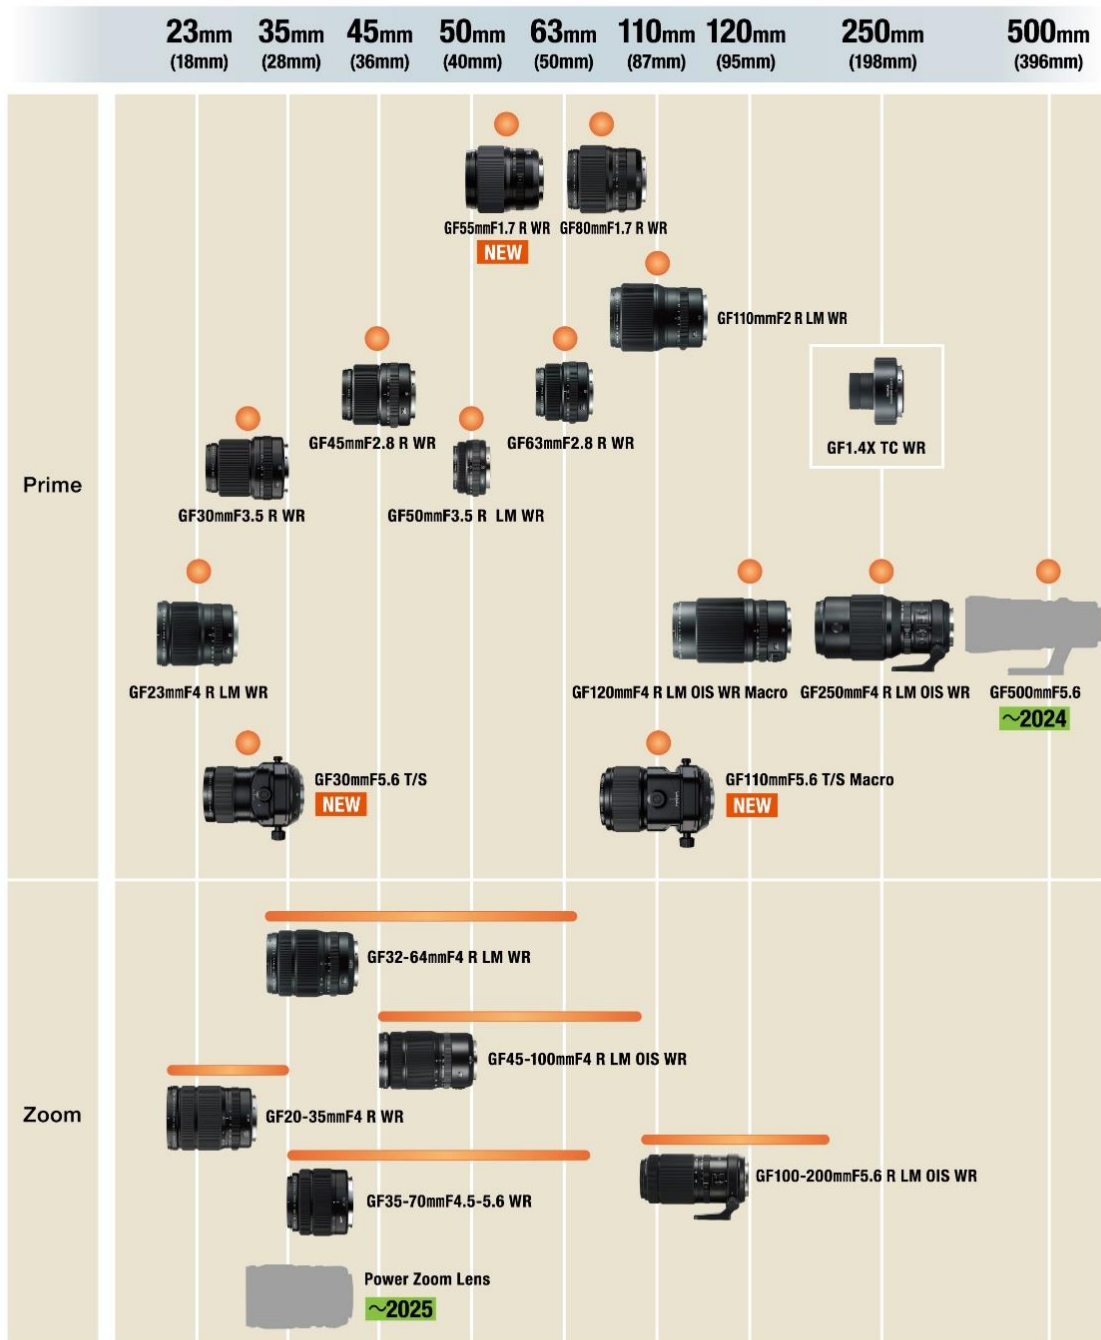 23mm 35mm 45mm 50mm 63mm 110mm 120mm 250mm 500mm
(18mm) (28mm) (36mm) (40mm) (50mm) (87mm) (95mm) (198mm) (396mm)
Prime
GF55mmF1.7 R WR
NEW
GF80mmF1.7 R WR
GF110mmF2 R LM WR
GF45mmF2.8 R WR
GF63mmF2.8 R WR
GF1.4X TC WR
GF30mmF3.5 R WR
GF50mmF3.5 R LM WR
GF23mmF4 R LM WR
GF120mmF4 R LM OIS WR Macro
GF250mmF4 R LM OIS WR
GF500mmF5.6
～2024
GF30mmF5.6 T/S
NEW
GF110mmF5.6 T/S Macro
NEW
Zoom
GF32-64mmF4 R LM WR
GF45-100mmF4 R LM OIS WR
GF20-35mmF4 R WR
GF35-70mmF4.5-5.6 WR
GF100-200mmF5.6 R LM OIS WR
Power Zoom Lens
～2025